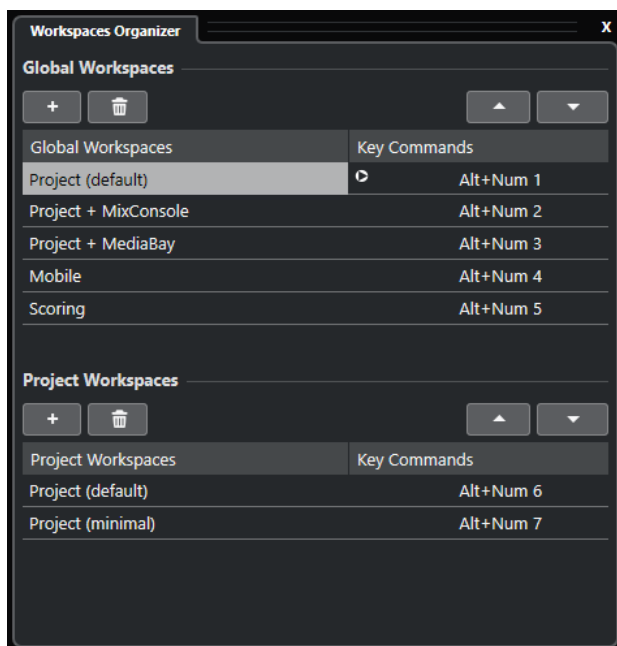 Workspaces Organizer X
Global Workspaces
+
Global Workspaces Key Commands
Project (default) Alt+Num 1
Project + MixConsole Alt+Num 2
Project + MediaBay Alt+Num 3
Mobile Alt+Num 4
Scoring Alt+Num 5
Project Workspaces
+
Project Workspaces Key Commands
Project (default) Alt+Num 6
Project (minimal) Alt+Num 7